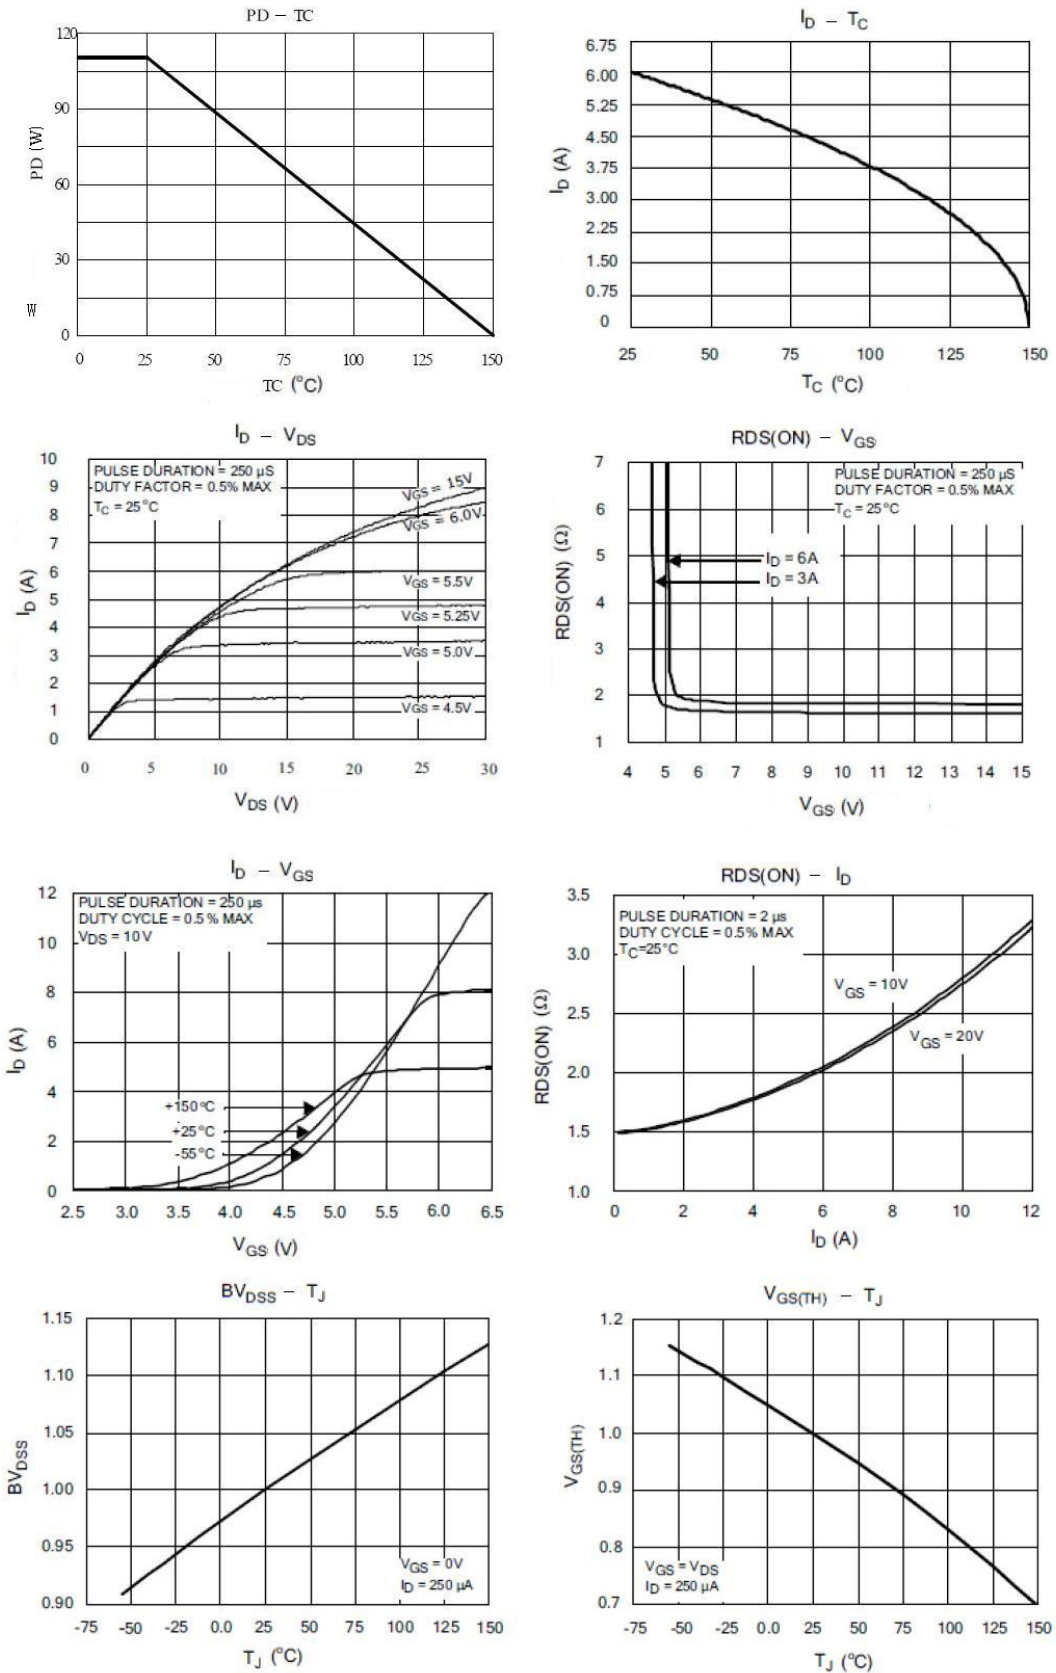 PD – TC
120
90
60
30
0
PD (W)
W
0 25 50 75 100 125 150
TC (°C)
ID – TC
6.75
6.00
5.25
4.50
3.75
3.00
2.25
1.50
0.75
0
ID (A)
25 50 75 100 125 150
TC (°C)
ID – VDS
10
9
8
7
6
5
4
3
2
1
0
ID (A)
PULSE DURATION = 250 µS
DUTY FACTOR = 0.5% MAX
TC = 25°C
VGS = 15V
VGS = 6.0V
VGS = 5.5V
VGS = 5.25V
VGS = 5.0V
VGS = 4.5V
0 5 10 15 20 25 30
VDS (V)
RDS(ON) – VGS
7
6
5
4
3
2
1
RDS(ON) (Ω)
PULSE DURATION = 250 µS
DUTY FACTOR = 0.5% MAX
TC = 25°C
ID = 6A
ID = 3A
4 5 6 7 8 9 10 11 12 13 14 15
VGS (V)
ID – VGS
12
10
8
6
4
2
0
ID (A)
PULSE DURATION = 250 µs
DUTY CYCLE = 0.5% MAX
VDS = 10V
+150°C
+25°C
-55°C
2.5 3.0 3.5 4.0 4.5 5.0 5.5 6.0 6.5
VGS (V)
RDS(ON) – ID
3.5
3.0
2.5
2.0
1.5
1.0
RDS(ON) (Ω)
PULSE DURATION = 2 µs
DUTY CYCLE = 0.5% MAX
TC=25°C
VGS = 10V
VGS = 20V
0 2 4 6 8 10 12
ID (A)
BVDSS – TJ
1.15
1.10
1.05
1.00
0.95
0.90
BVDSS
VGS = 0V
ID = 250 µA
-75 -50 -25 0.0 25 50 75 100 125 150
TJ (°C)
VGS(TH) – TJ
1.2
1.1
1.0
0.9
0.8
0.7
VGS(TH)
VGS = VDS
ID = 250 µA
-75 -50 -25 0.0 25 50 75 100 125 150
TJ (°C)